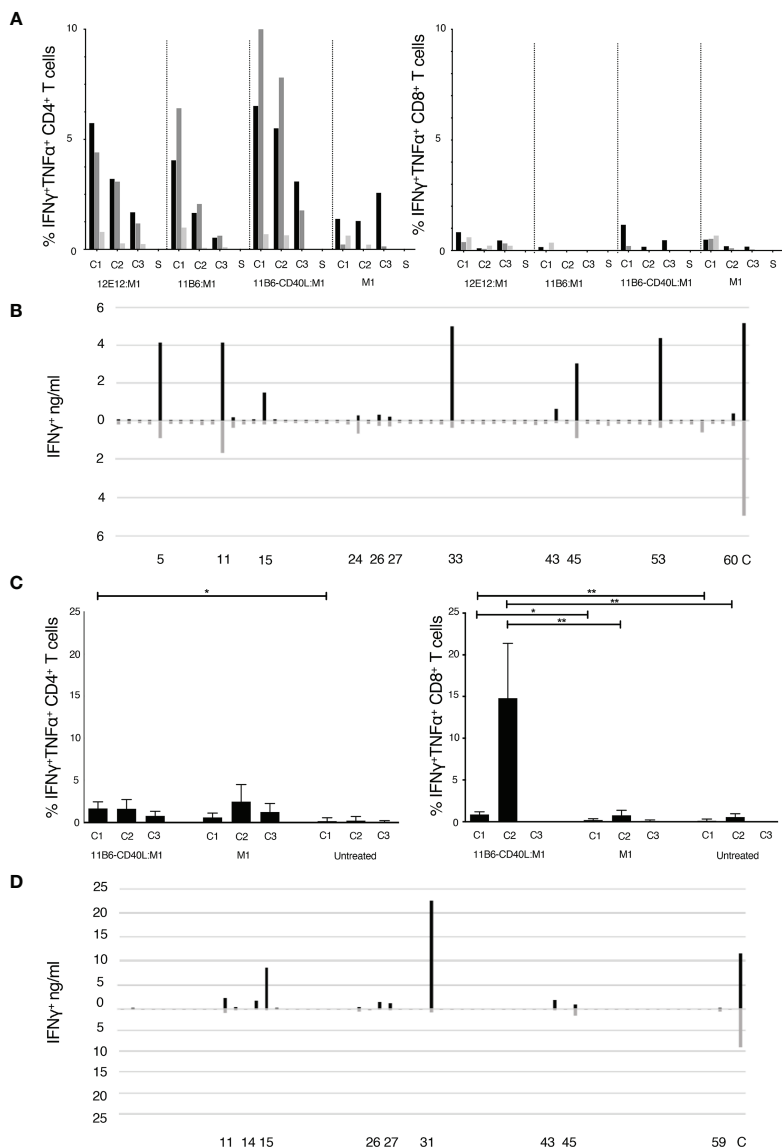 A
% IFNγ⁺TNFα⁺ CD4⁺ T cells
10
5
0
C1 C2 C3 S C1 C2 C3 S C1 C2 C3 S C1 C2 C3 S
12E12:M1 11B6:M1 11B6-CD40L:M1 M1
% IFNγ⁺TNFα⁺ CD8⁺ T cells
10
5
0
C1 C2 C3 S C1 C2 C3 S C1 C2 C3 S C1 C2 C3 S
12E12:M1 11B6:M1 11B6-CD40L:M1 M1
B
IFNγ⁺ ng/ml
6
4
2
0
2
4
6
5 11 15 24 26 27 33 43 45 53 60 C
C
% IFNγ⁺TNFα⁺ CD4⁺ T cells
25
20
15
10
5
0
*
C1 C2 C3 C1 C2 C3 C1 C2 C3
11B6-CD40L:M1 M1 Untreated
% IFNγ⁺TNFα⁺ CD8⁺ T cells
25
20
15
10
5
0
**
**
*
**
C1 C2 C3 C1 C2 C3 C1 C2 C3
11B6-CD40L:M1 M1 Untreated
D
IFNγ⁺ ng/ml
25
20
15
10
5
0
5
10
15
20
25
11 14 15 26 27 31 43 45 59 C